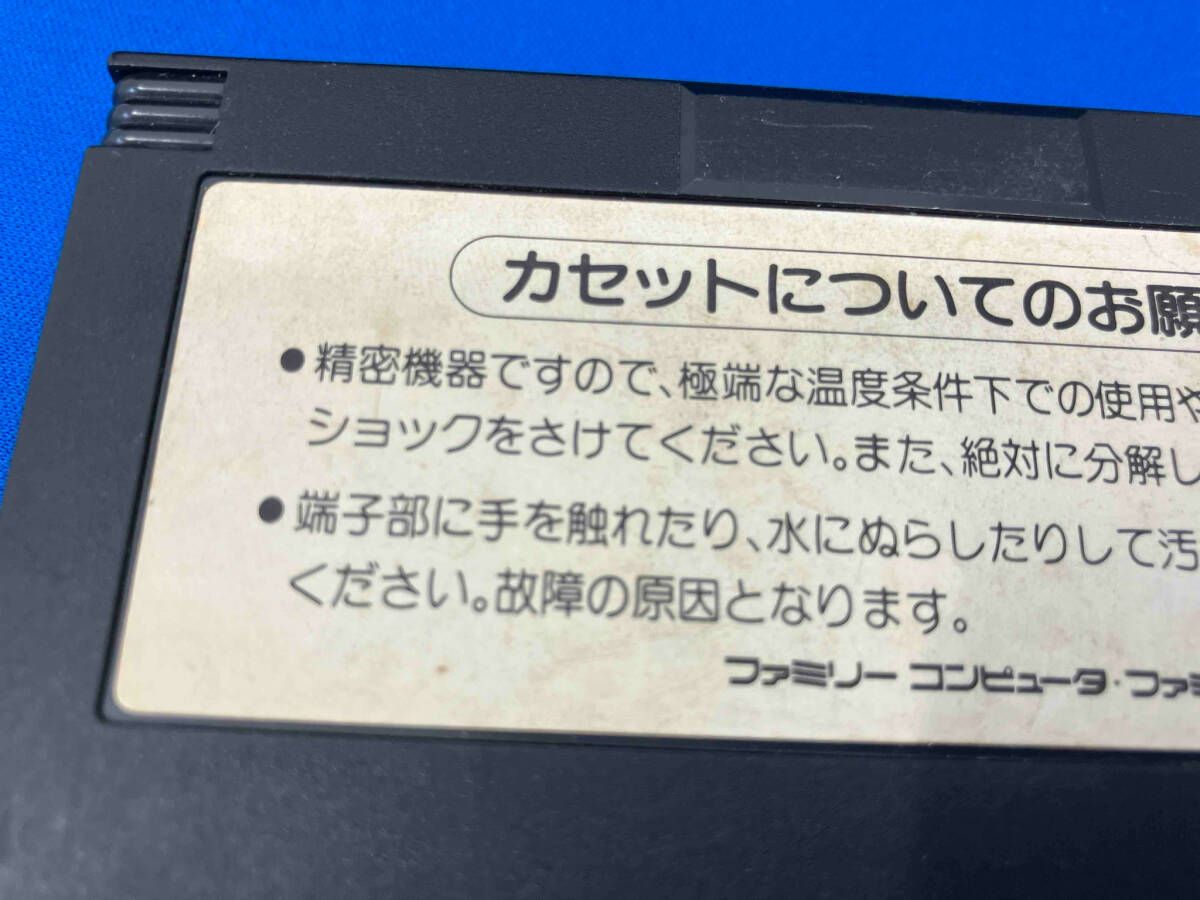 カセットについてのお願
●精密機器ですので、極端な温度条件下での使用や
ショックをさけてください。また、絶対に分解し
●端子部に手を触れたり、水にぬらしたりして汚
ください。故障の原因となります。
ファミリー コンピュータ・ファミ